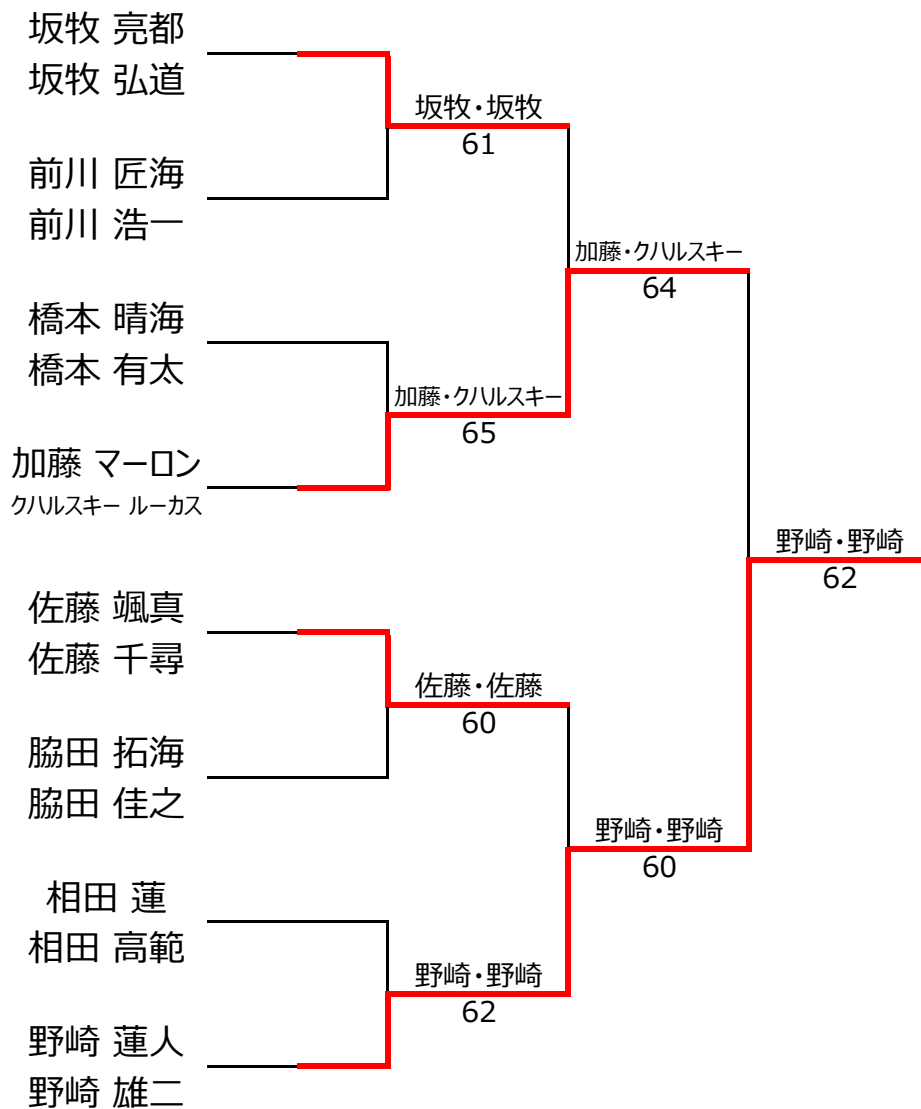 坂牧 亮都
坂牧 弘道
坂牧・坂牧
61
前川 匠海
前川 浩一
加藤・クハルスキー
64
橋本 晴海
橋本 有太
加藤・クハルスキー
65
加藤 マーロン
クハルスキー ルーカス
野崎・野崎
62
佐藤 颯真
佐藤 千尋
佐藤・佐藤
60
脇田 拓海
脇田 佳之
野崎・野崎
60
相田 蓮
相田 高範
野崎・野崎
62
野崎 蓮人
野崎 雄二